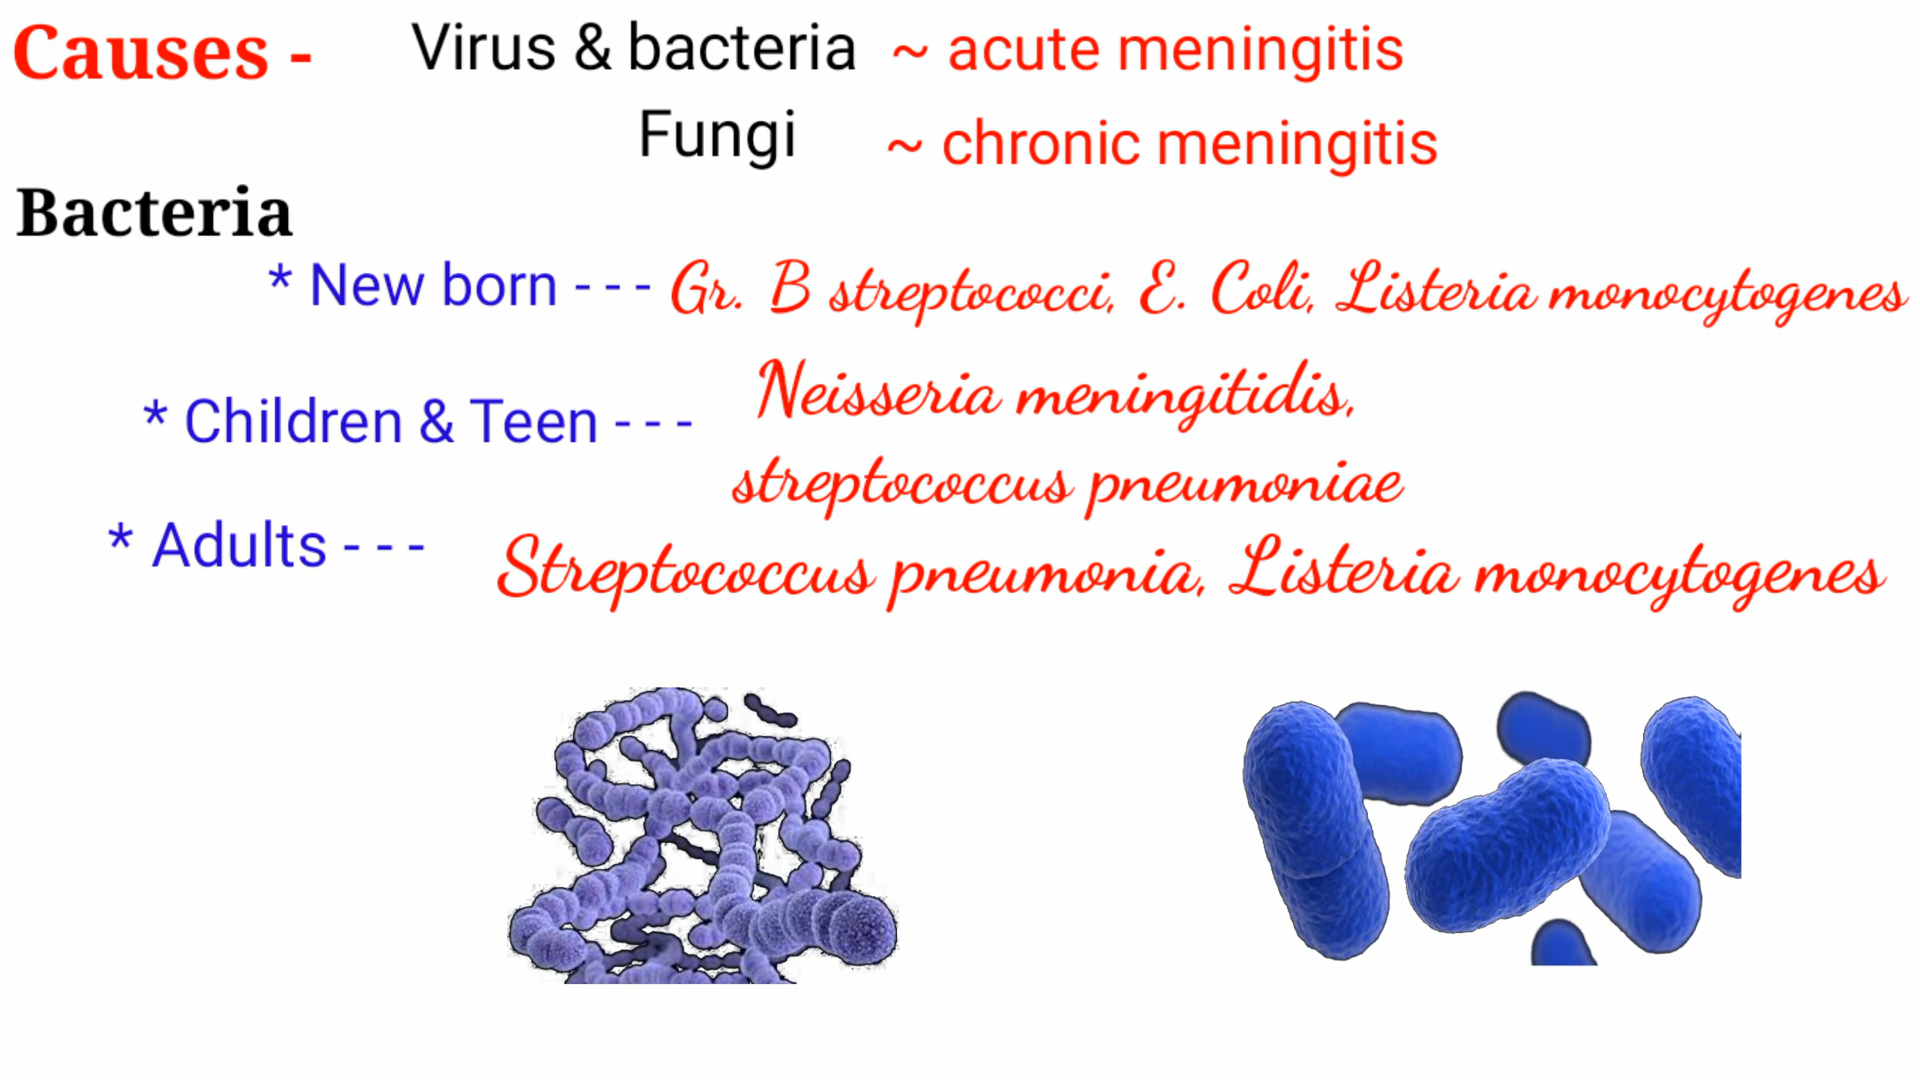 Causes - Virus & bacteria ~ acute meningitis
Fungi ~ chronic meningitis
Bacteria
* New born - - - Gr. B streptococci, E. Coli, Listeria monocytogenes
* Children & Teen - - - Neisseria meningitidis,
streptococcus pneumoniae
* Adults - - - Streptococcus pneumonia, Listeria monocytogenes